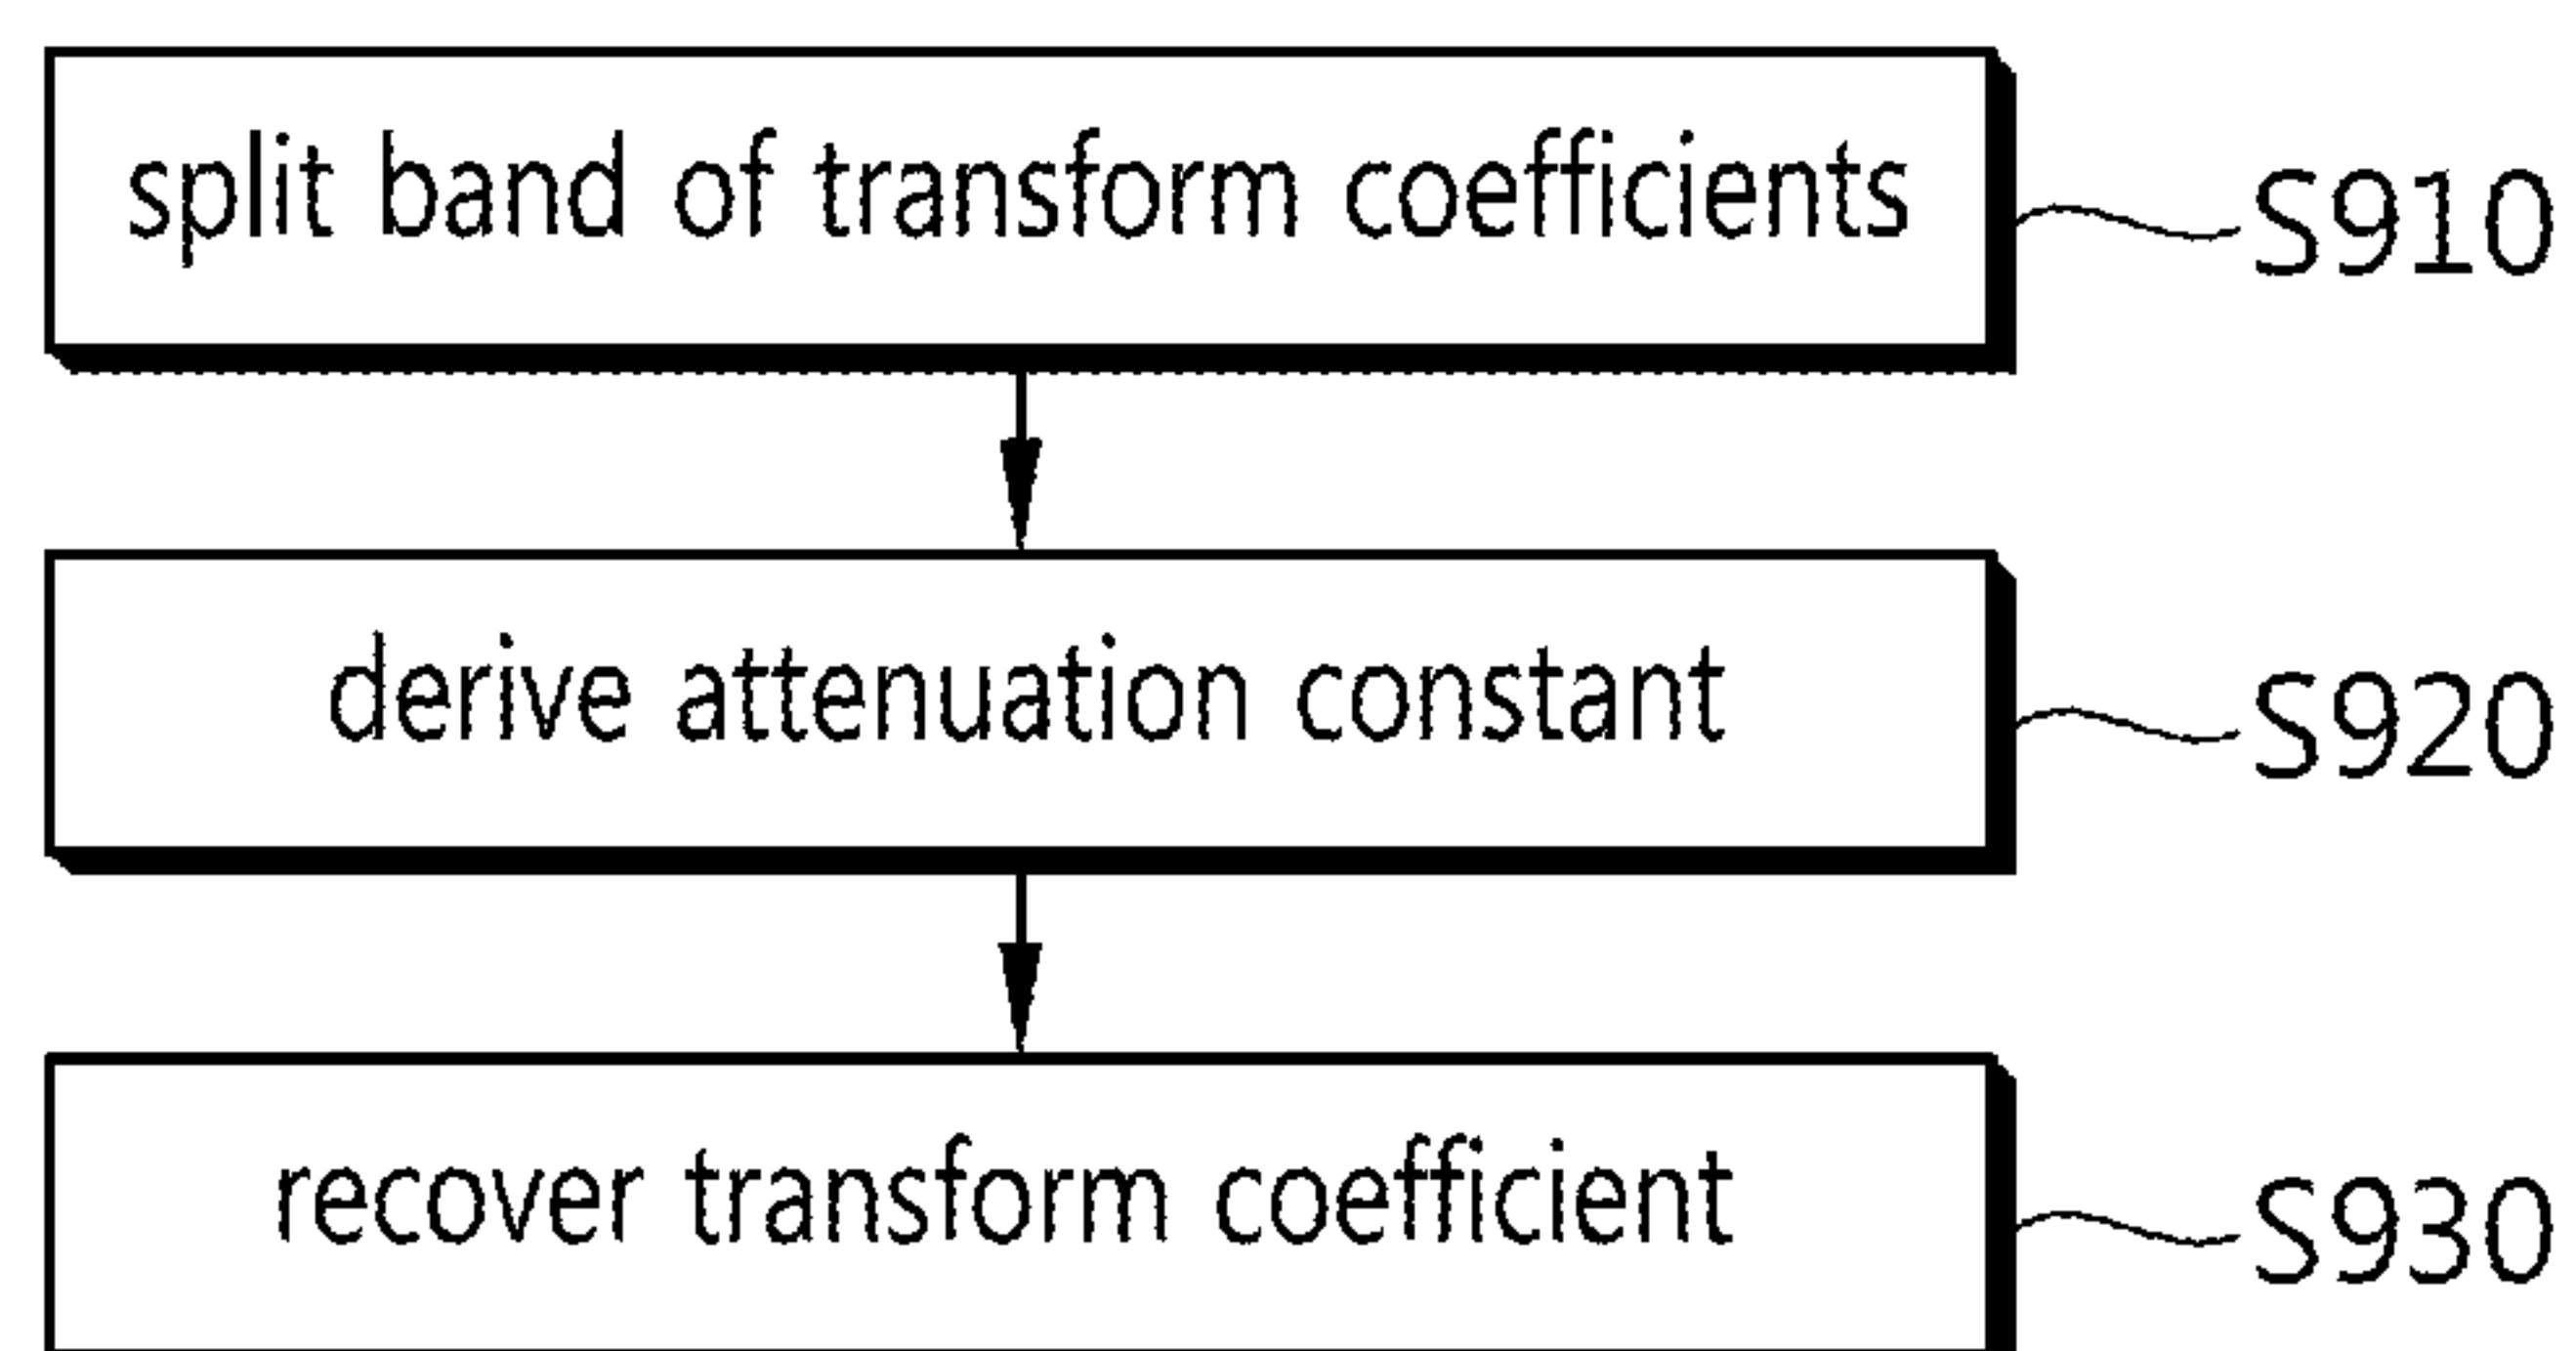 split band of transform coefficients
S910
derive attenuation constant
S920
recover transform coefficient
S930